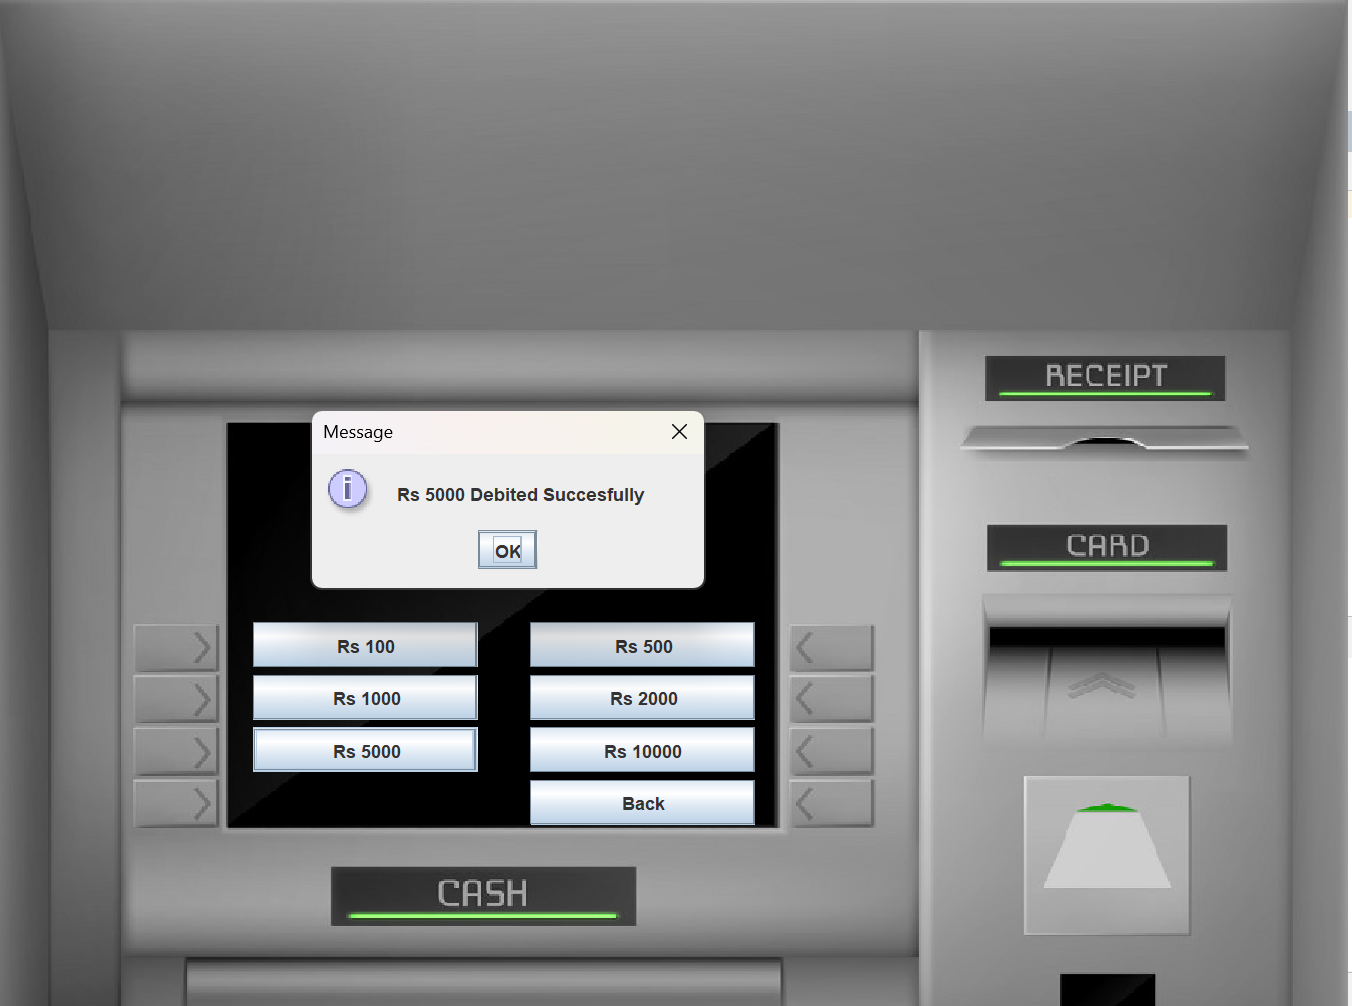 RECEIPT
Message
Rs 5000 Debited Succesfully
OK
CARD
Rs 100
Rs 500
Rs 1000
Rs 2000
Rs 5000
Rs 10000
Back
CASH